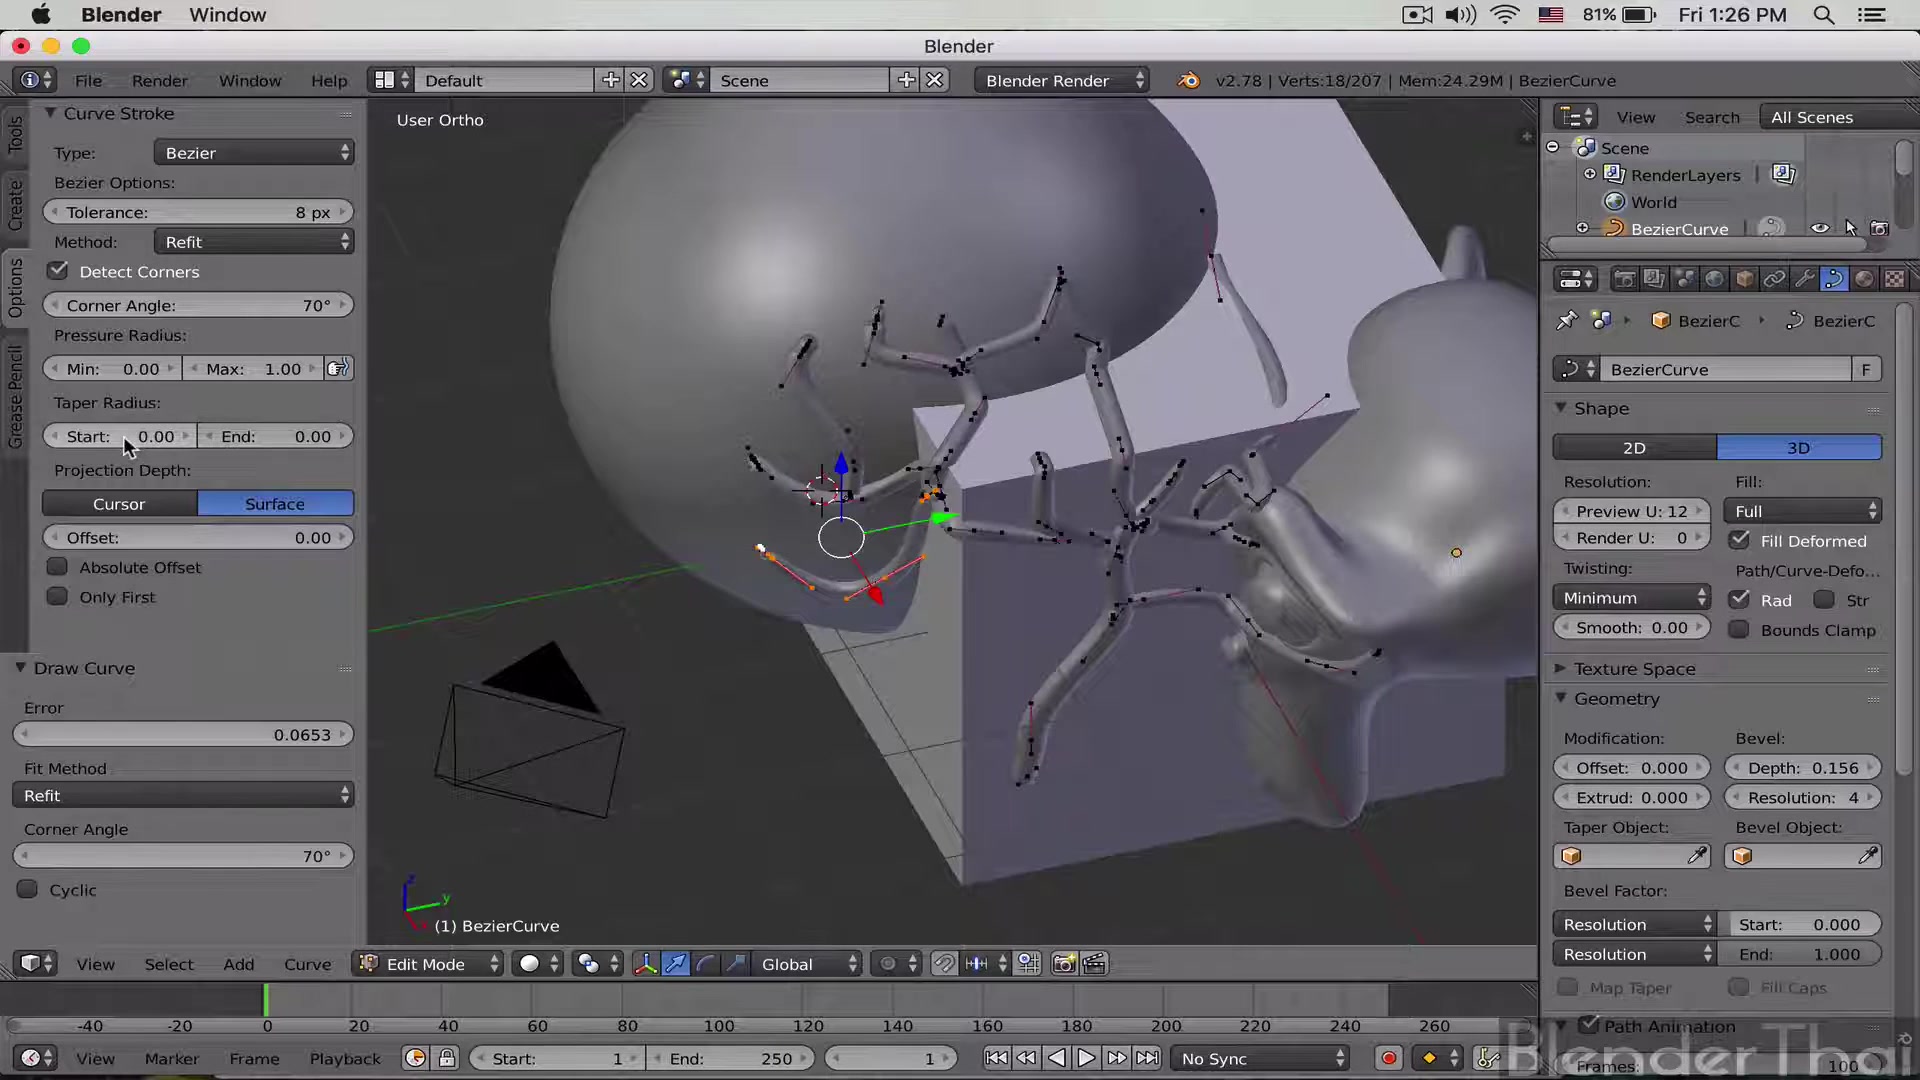 Blender Window 81% Fri 1:26 PM
Blender
File Render Window Help Default Scene Blender Render v2.78 | Verts:18/207 | Mem:24.29M | BezierCurve
Tools
Create
Options
Grease Pencil
Curve Stroke
Type: Bezier
Bezier Options:
Tolerance: 8 px
Method: Refit
Detect Corners
Corner Angle: 70°
Pressure Radius:
Min: 0.00 Max: 1.00
Taper Radius:
Start: 0.00 End: 0.00
Projection Depth:
Cursor Surface
Offset: 0.00
Absolute Offset
Only First
Draw Curve
Error
0.0653
Fit Method
Refit
Corner Angle
70°
Cyclic
User Ortho
z
y
(1) BezierCurve
View Select Add Curve Edit Mode Global
-40 -20 0 20 40 60 80 100 120 140 160 180 200 220 240 260
View Marker Frame Playback Start: 1 End: 250 1 No Sync
View Search All Scenes
Scene
RenderLayers
World
BezierCurve
BezierC BezierC
BezierCurve F
Shape
2D 3D
Resolution: Fill:
Preview U: 12 Full
Render U: 0 Fill Deformed
Twisting: Path/Curve-Defo...
Minimum Rad Str
Smooth: 0.00 Bounds Clamp
Texture Space
Geometry
Modification: Bevel:
Offset: 0.000 Depth: 0.156
Extrud: 0.000 Resolution: 4
Taper Object: Bevel Object:
Bevel Factor:
Resolution Start: 0.000
Resolution End: 1.000
Map Taper Fill Caps
Path Animation
Frames: 100
BlenderThai